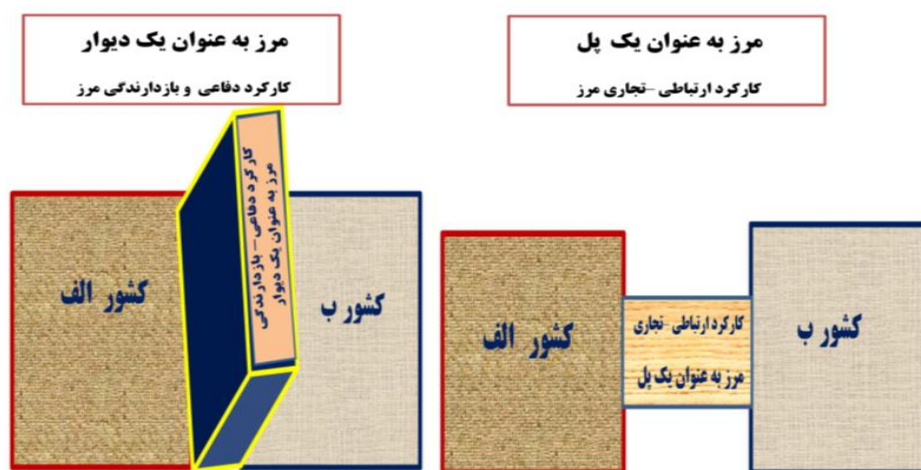 مرز به عنوان یک پل
کارکرد ارتباطی –تجاری مرز
مرز به عنوان یک دیوار
کارکرد دفاعی و بازدارندگی مرز
کشور ب
کارکرد ارتباطی –تجاری
مرز به عنوان یک پل
کشور الف
کشور ب
کارکرد دفاعی – بازدارندگی
مرز به عنوان یک دیوار
کشور الف